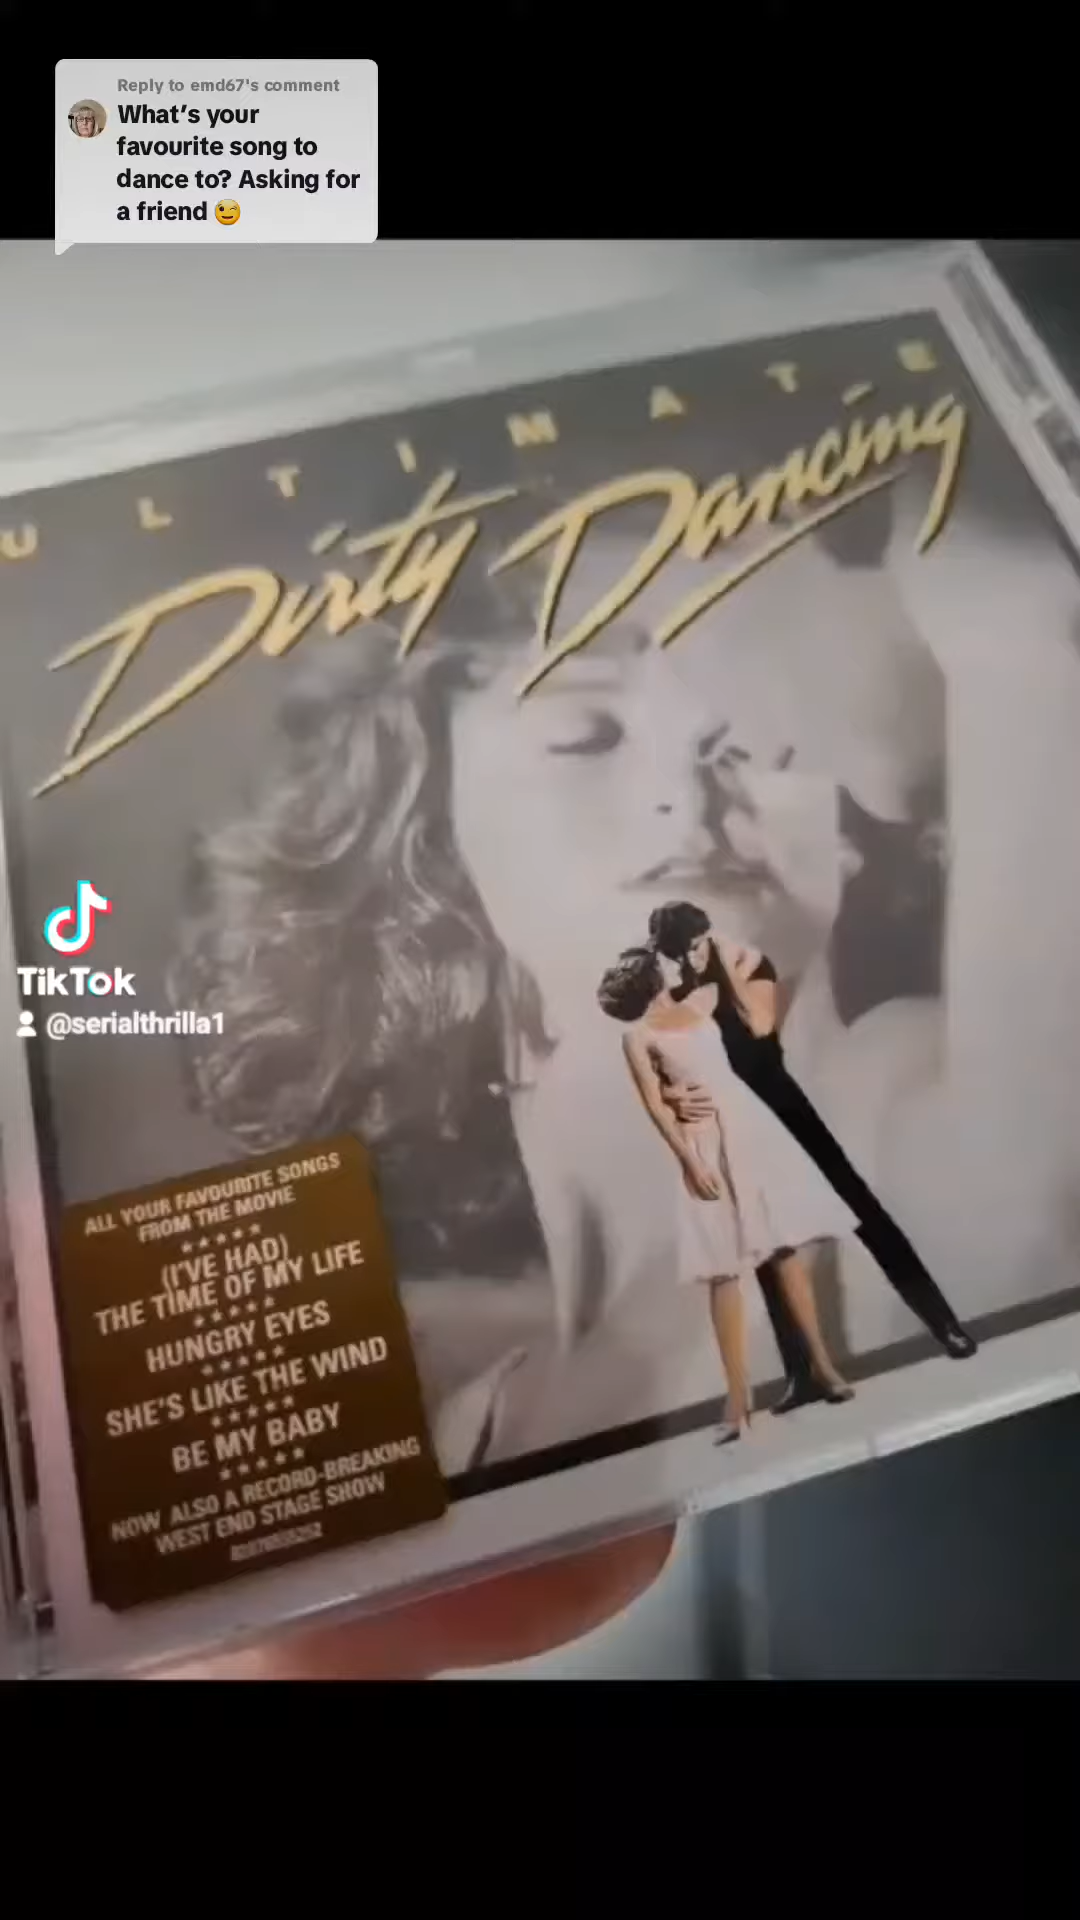 Reply to emd67's comment
What's your
favourite song to
dance to? Asking for
a friend 😉
ULTIMATE
Dirty Dancing
TikTok
@serialthrilla1
ALL YOUR FAVOURITE SONGS
FROM THE MOVIE
★★★★★
(I'VE HAD)
THE TIME OF MY LIFE
★★★★★
HUNGRY EYES
★★★★★
SHE'S LIKE THE WIND
★★★★★
BE MY BABY
★★★★★
NOW ALSO A RECORD-BREAKING
WEST END STAGE SHOW